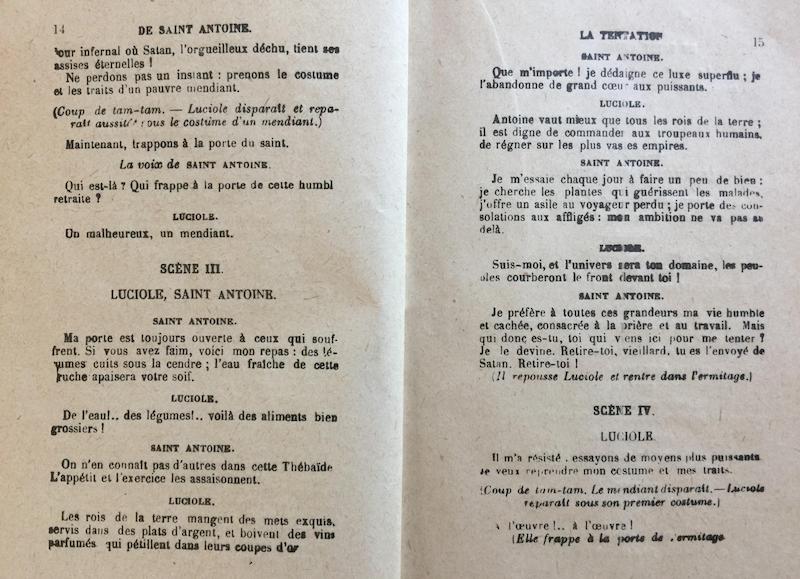 14 DE SAINT ANTOINE.
jour infernal où Satan, l'orgueilleux déchu, tient ses
assises éternelles !
Ne perdons pas un instant : prenons le costume
et les traits d'un pauvre mendiant.
(Coup de tam-tam. — Luciole disparaît et repa-
raît aussitôt sous le costume d'un mendiant.)
Maintenant, frappons à la porte du saint.
La voix de SAINT ANTOINE.
Qui est-là ? Qui frappe à la porte de cette humbl
retraite ?
LUCIOLE.
Un malheureux, un mendiant.
SCÈNE III.
LUCIOLE, SAINT ANTOINE.
SAINT ANTOINE.
Ma porte est toujours ouverte à ceux qui souf-
frent. Si vous avez faim, voici mon repas : des lé-
gumes cuits sous la cendre ; l'eau fraîche de cette
cruche apaisera votre soif.
LUCIOLE.
De l'eau!.. des légumes!.. voilà des aliments bien
grossiers !
SAINT ANTOINE.
On n'en connaît pas d'autres dans cette Thébaïde
L'appétit et l'exercice les assaisonnent.
LUCIOLE.
Les rois de la terre mangent des mets exquis,
servis dans des plats d'argent, et boivent des vins
parfumés qui pétillent dans leurs coupes d'or
LA TENTATION 15
SAINT ANTOINE.
Que m'importe ! je dédaigne ce luxe superflu ; je
l'abandonne de grand cœur aux puissants.
LUCIOLE.
Antoine vaut mieux que tous les rois de la terre ;
il est digne de commander aux troupeaux humains,
de régner sur les plus vastes empires.
SAINT ANTOINE.
Je m'essaie chaque jour à faire un peu de bien :
je cherche les plantes qui guérissent les malades,
j'offre un asile au voyageur perdu ; je porte des con-
solations aux affligés : mon ambition ne va pas au
delà.
LUCIOLE.
Suis-moi, et l'univers sera ton domaine, les peu-
ples courberont le front devant toi !
SAINT ANTOINE.
Je préfère à toutes ces grandeurs ma vie humble
et cachée, consacrée à la prière et au travail. Mais
qui donc es-tu, toi qui viens ici pour me tenter ?
Je le devine. Retire-toi, vieillard, tu es l'envoyé de
Satan. Retire-toi !
(Il repousse Luciole et rentre dans l'ermitage.)
SCÈNE IV.
LUCIOLE
Il m'a résisté, essayons de moyens plus puissants
Je veux reprendre mon costume et mes traits.
(Coup de tam-tam. Le mendiant disparaît.—Luciole
reparaît sous son premier costume.)
A l'œuvre !.. à l'œuvre !
(Elle frappe à la porte de l'ermitage